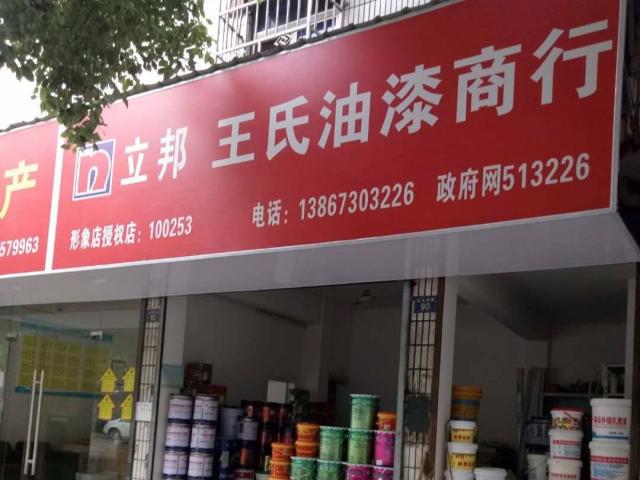 立邦 王氏油漆商行
形象店授权店：100253
电话：13867303226 政府网513226
产
579963
90